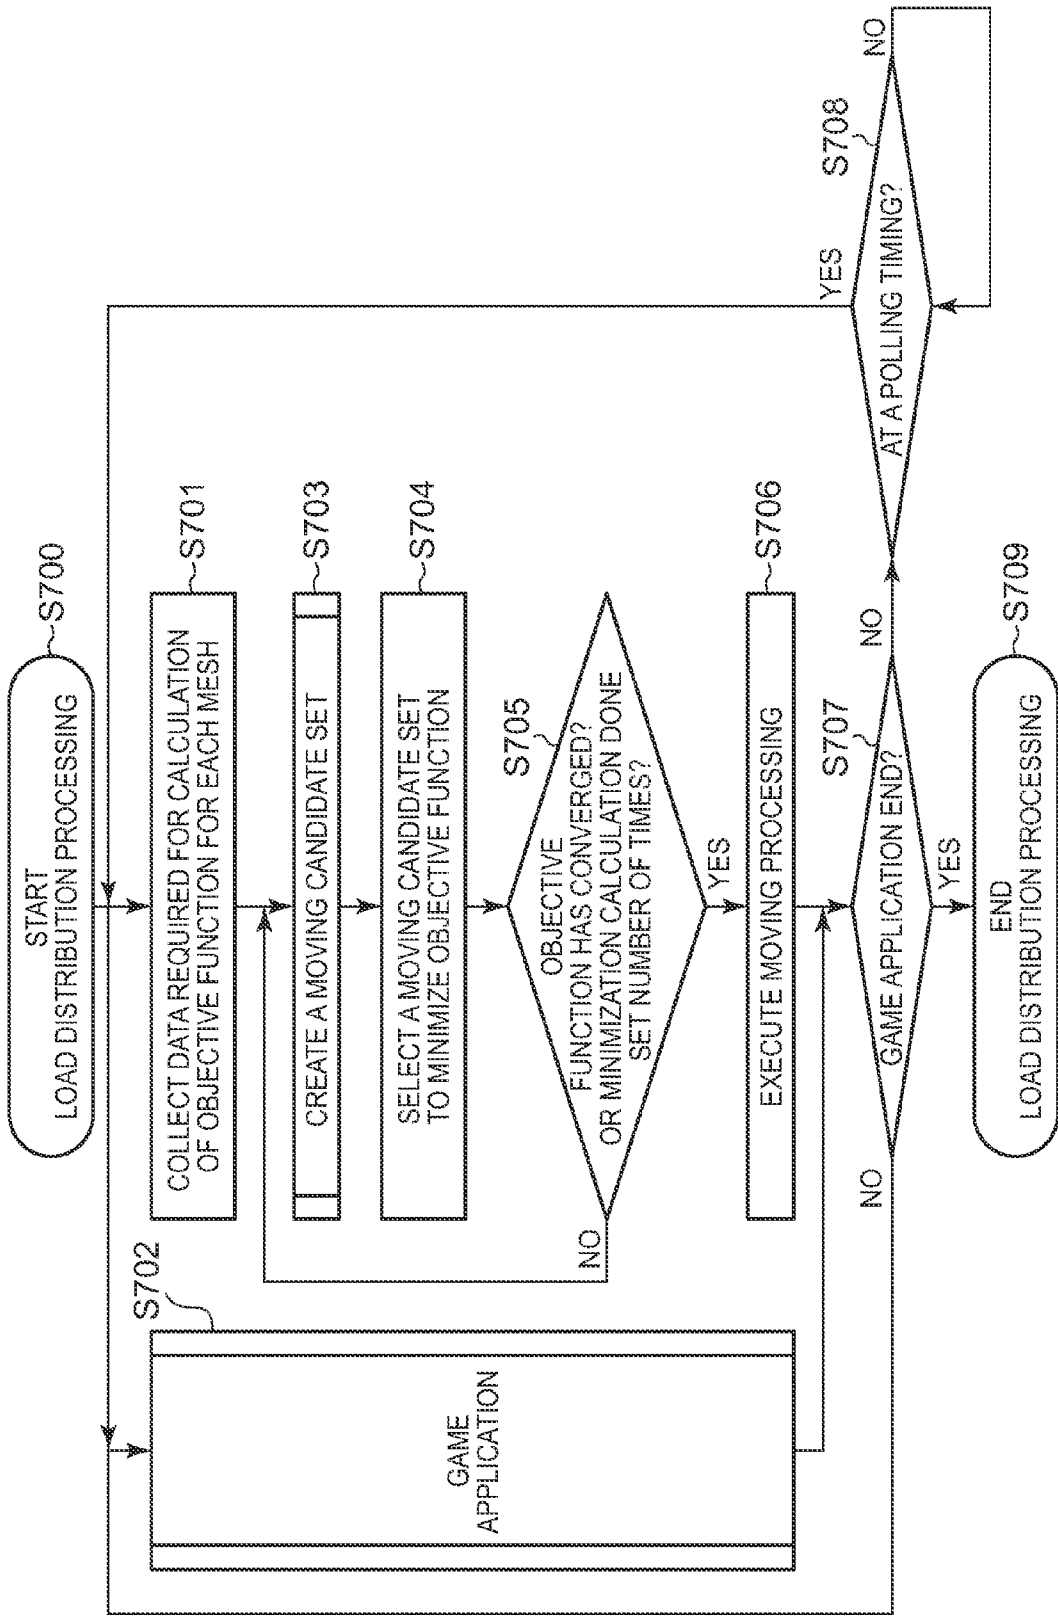 START
LOAD DISTRIBUTION PROCESSING
S700
COLLECT DATA REQUIRED FOR CALCULATION
OF OBJECTIVE FUNCTION FOR EACH MESH
S701
S702
GAME
APPLICATION
CREATE A MOVING CANDIDATE SET
S703
SELECT A MOVING CANDIDATE SET
TO MINIMIZE OBJECTIVE FUNCTION
S704
OBJECTIVE
FUNCTION HAS CONVERGED?
OR MINIMIZATION CALCULATION DONE
SET NUMBER OF TIMES?
S705
NO
YES
EXECUTE MOVING PROCESSING
S706
GAME APPLICATION END?
S707
NO
NO
YES
AT A POLLING TIMING?
S708
YES
NO
END
LOAD DISTRIBUTION PROCESSING
S709